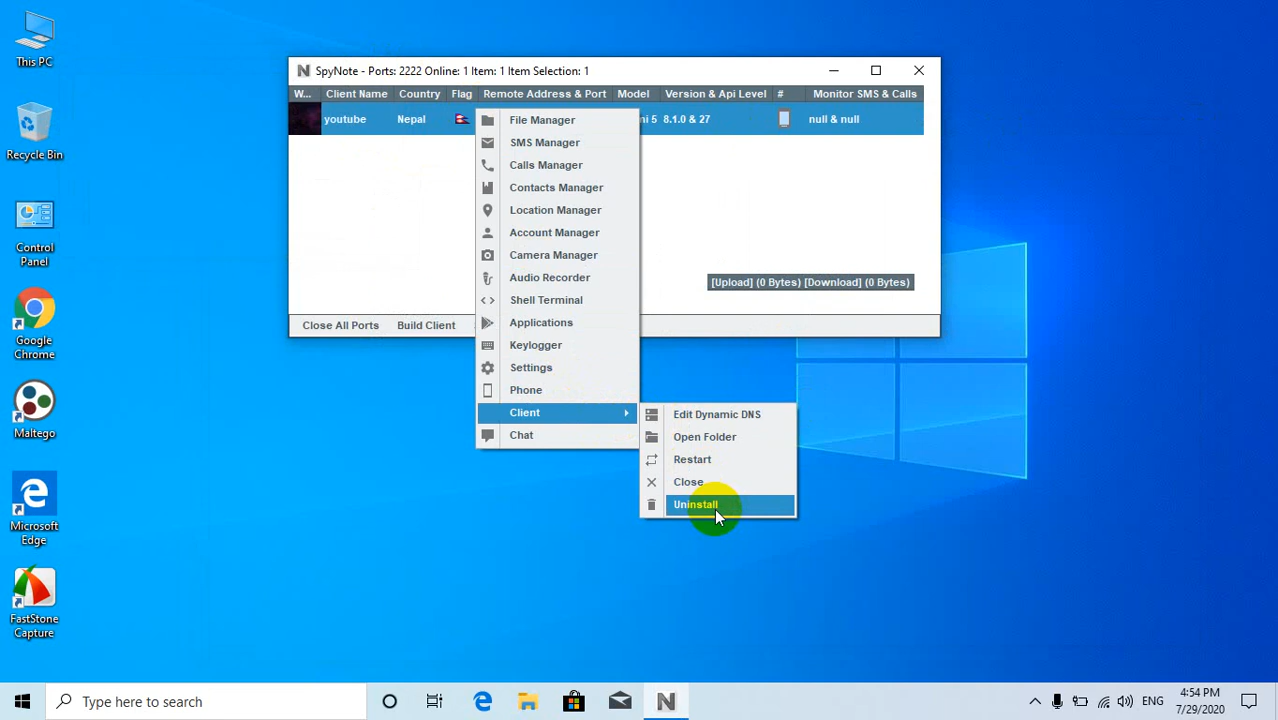 This PC
Recycle Bin
Control
Panel
Google
Chrome
Maltego
Microsoft
Edge
FastStone
Capture
SpyNote - Ports: 2222 Online: 1 Item: 1 Item Selection: 1
W... Client Name Country Flag Remote Address & Port Model Version & Api Level # Monitor SMS & Calls
youtube Nepal 5 8.1.0 & 27 null & null
[Upload] (0 Bytes) [Download] (0 Bytes)
Close All Ports Build Client
File Manager
SMS Manager
Calls Manager
Contacts Manager
Location Manager
Account Manager
Camera Manager
Audio Recorder
Shell Terminal
Applications
Keylogger
Settings
Phone
Client
Chat
Edit Dynamic DNS
Open Folder
Restart
Close
Uninstall
Type here to search
ENG
4:54 PM
7/29/2020